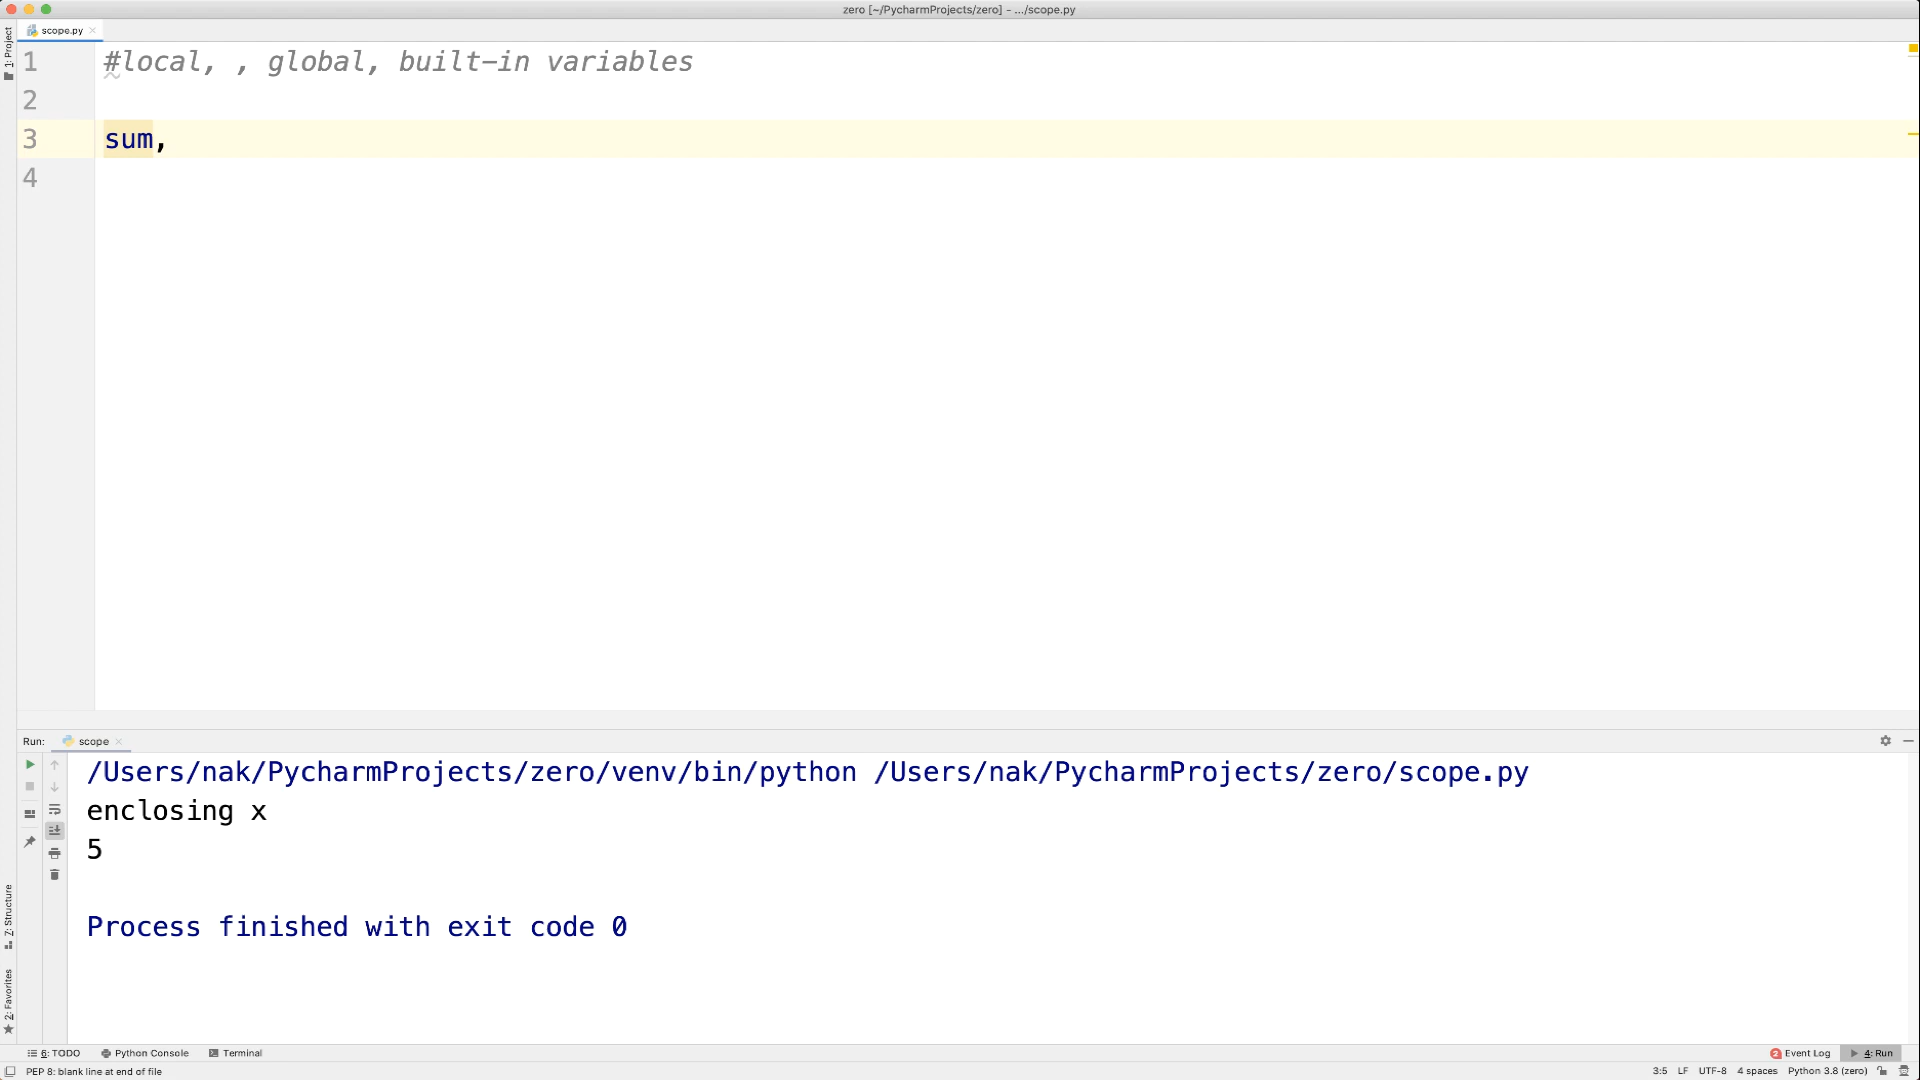 zero [~/PycharmProjects/zero] - .../scope.py
1: Project
scope.py
1 #local, , global, built-in variables
2
3 sum,
4
Run: scope
/Users/nak/PycharmProjects/zero/venv/bin/python /Users/nak/PycharmProjects/zero/scope.py
enclosing x
5
Process finished with exit code 0
Z: Structure
2: Favorites
6: TODO Python Console Terminal 2 Event Log 4: Run
PEP 8: blank line at end of file 3:5 LF UTF-8 4 spaces Python 3.8 (zero)